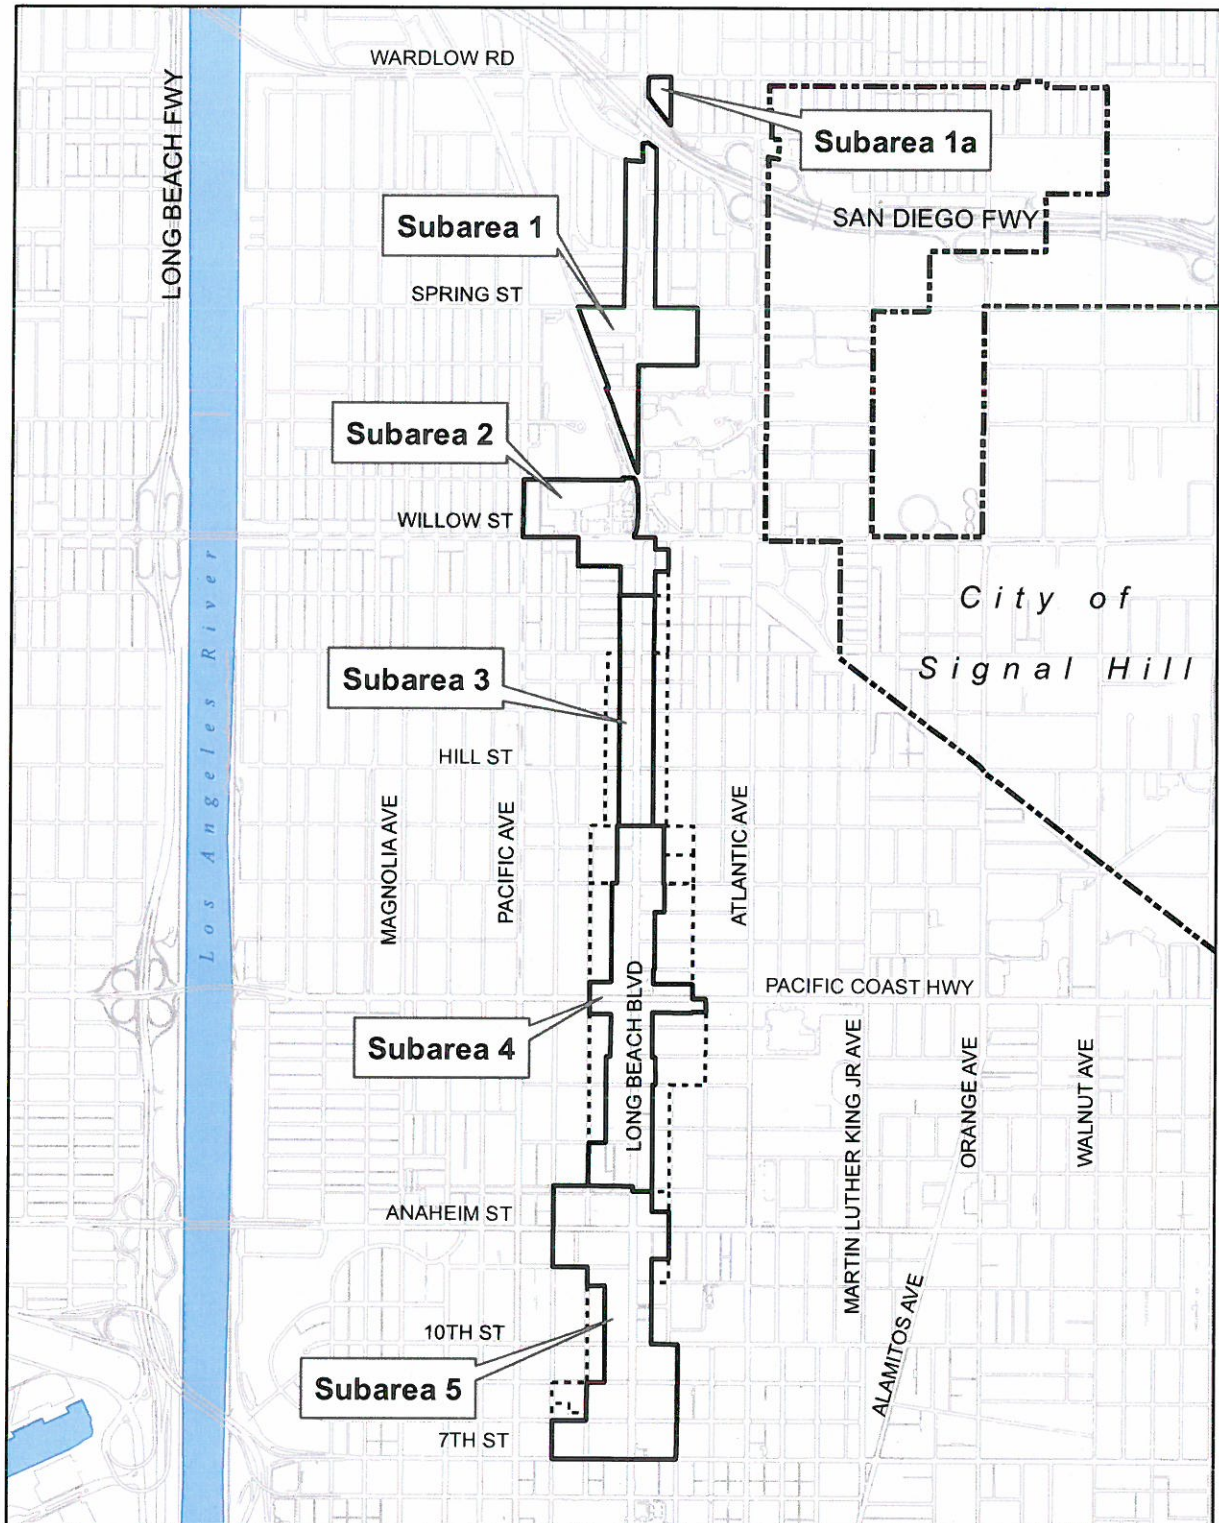 WARDLOW RD
LONG BEACH FWY
Subarea 1a
SAN DIEGO FWY
Subarea 1
SPRING ST
Subarea 2
WILLOW ST
City of
Signal Hill
Los Angeles River
Subarea 3
HILL ST
MAGNOLIA AVE
PACIFIC AVE
ATLANTIC AVE
LONG BEACH BLVD
PACIFIC COAST HWY
Subarea 4
MARTIN LUTHER KING JR AVE
ORANGE AVE
WALNUT AVE
ANAHEIM ST
10TH ST
ALAMITOS AVE
Subarea 5
7TH ST